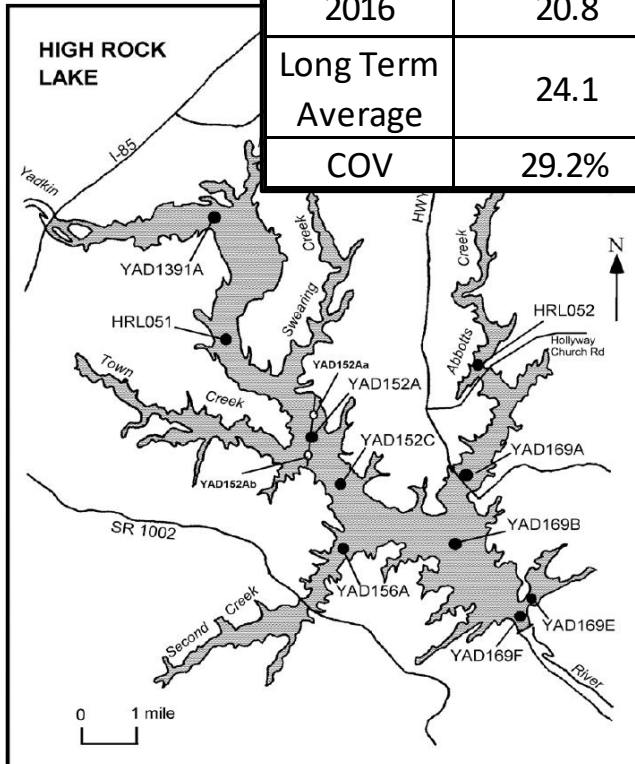 2016 20.8
Long Term
Average 24.1
COV 29.2%
HIGH ROCK
LAKE
I-85
Yadkin
HWY
Creek
Creek
N
YAD1391A
Swearing
HRL052
HRL051
Abbotts
Hollyway
Church Rd
Town
Creek
YAD152Aa
YAD152A
YAD152C
YAD169A
YAD152Ab
SR 1002
YAD169B
YAD156A
Second Creek
YAD169E
YAD169F
River
0 1 mile